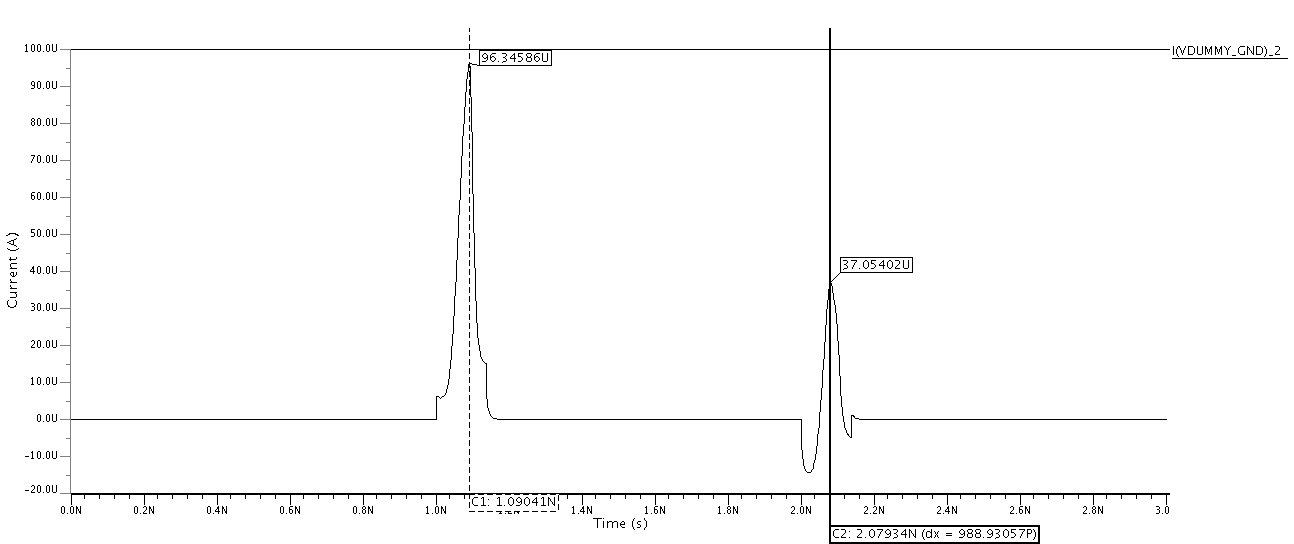 100.0U
90.0U
80.0U
70.0U
60.0U
50.0U
40.0U
30.0U
20.0U
10.0U
0.0U
-10.0U
-20.0U
Current (A)
96.34586U
I(VDUMMY_GND)_2
37.05402U
0.0N 0.2N 0.4N 0.6N 0.8N 1.0N 1.4N 1.6N 1.8N 2.0N 2.2N 2.4N 2.6N 2.8N 3.0
C1: 1.09041N
Time (s)
C2: 2.07934N (dx = 988.93057P)